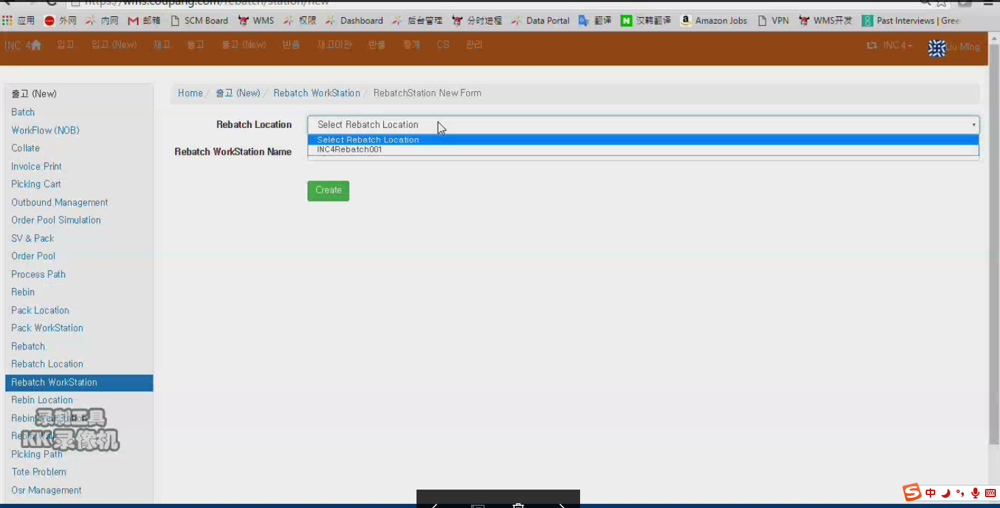 https://wms.coupang.com/rebatch/station/new
应用 外网 内网 邮箱 SCM Board WMS 权限 Dashboard 后台管理 分时进程 Data Portal 翻译 汉韩翻译 Amazon Jobs VPN WMS开发 Past Interviews | Gree
INC 4 입고 입고 (New) 재고 출고 출고 (New) 반품 재고이관 반출 통계 CS 관리 INC 4 Liu Ming
출고 (New)
Home / 출고 (New) / Rebatch WorkStation / RebatchStation New Form
Batch
WorkFlow (NOB)
Collate
Invoice Print
Picking Cart
Outbound Management
Order Pool Simulation
SV & Pack
Order Pool
Process Path
Rebin
Pack Location
Pack WorkStation
Rebatch
Rebatch Location
Rebatch WorkStation
Rebin Location
Rebin WorkStation
Picking Path
Tote Problem
Osr Management
Rebatch Location
Select Rebatch Location
Select Rebatch Location
INC4Rebatch001
Rebatch WorkStation Name
Create
录制工具
KK录像机
中